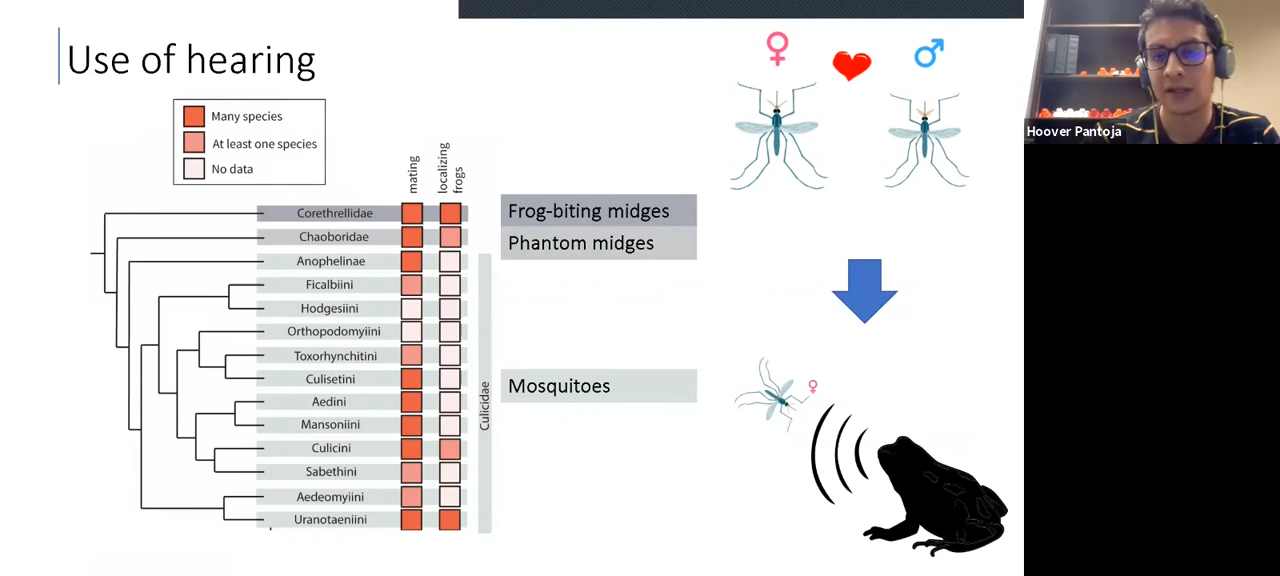 Use of hearing
Many species
At least one species
No data
mating
localizing
frogs
Corethrellidae
Chaoboridae
Anophelinae
Ficalbiini
Hodgesiini
Orthopodomyiini
Toxorhynchitini
Culisetini
Aedini
Mansoniini
Culicini
Sabethini
Aedeomyiini
Uranotaeniini
Culicidae
Frog-biting midges
Phantom midges
Mosquitoes
♀
♂
♀
Hoover Pantoja